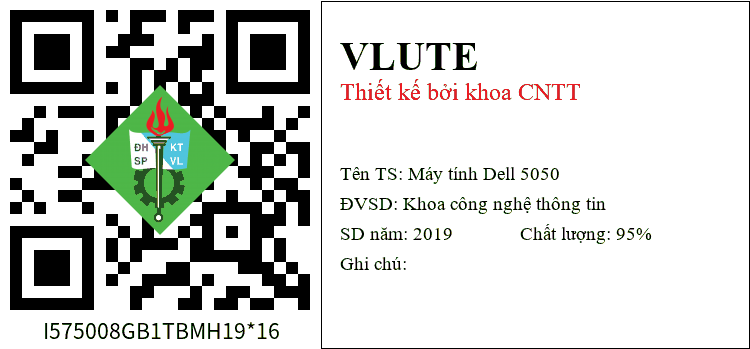 ĐH KT
SP VL
I575008GB1TBMH19*16
VLUTE
Thiết kế bởi khoa CNTT
Tên TS: Máy tính Dell 5050
ĐVSD: Khoa công nghệ thông tin
SD năm: 2019 Chất lượng: 95%
Ghi chú: